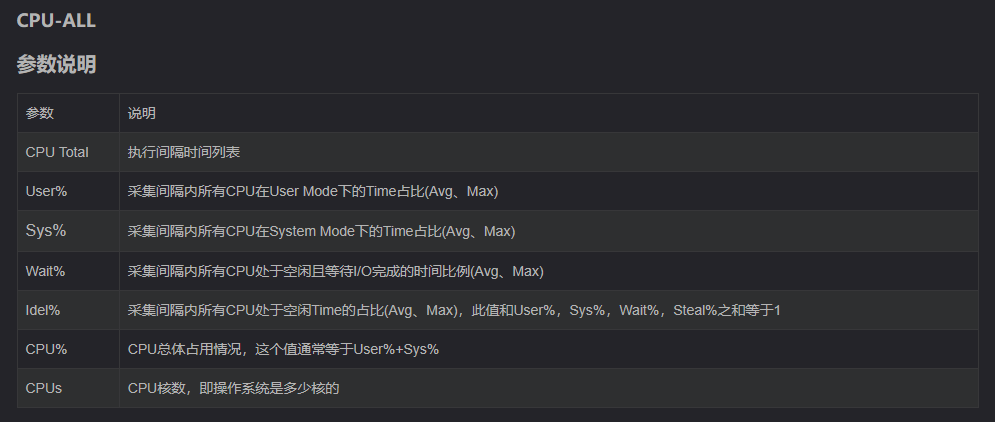 CPU-ALL
参数说明
参数 说明
CPU Total 执行间隔时间列表
User% 采集间隔内所有CPU在User Mode下的Time占比(Avg、Max)
Sys% 采集间隔内所有CPU在System Mode下的Time占比(Avg、Max)
Wait% 采集间隔内所有CPU处于空闲且等待I/O完成的时间比例(Avg、Max)
Idel% 采集间隔内所有CPU处于空闲Time的占比(Avg、Max)，此值和User%，Sys%，Wait%，Steal%之和等于1
CPU% CPU总体占用情况，这个值通常等于User%+Sys%
CPUs CPU核数，即操作系统是多少核的